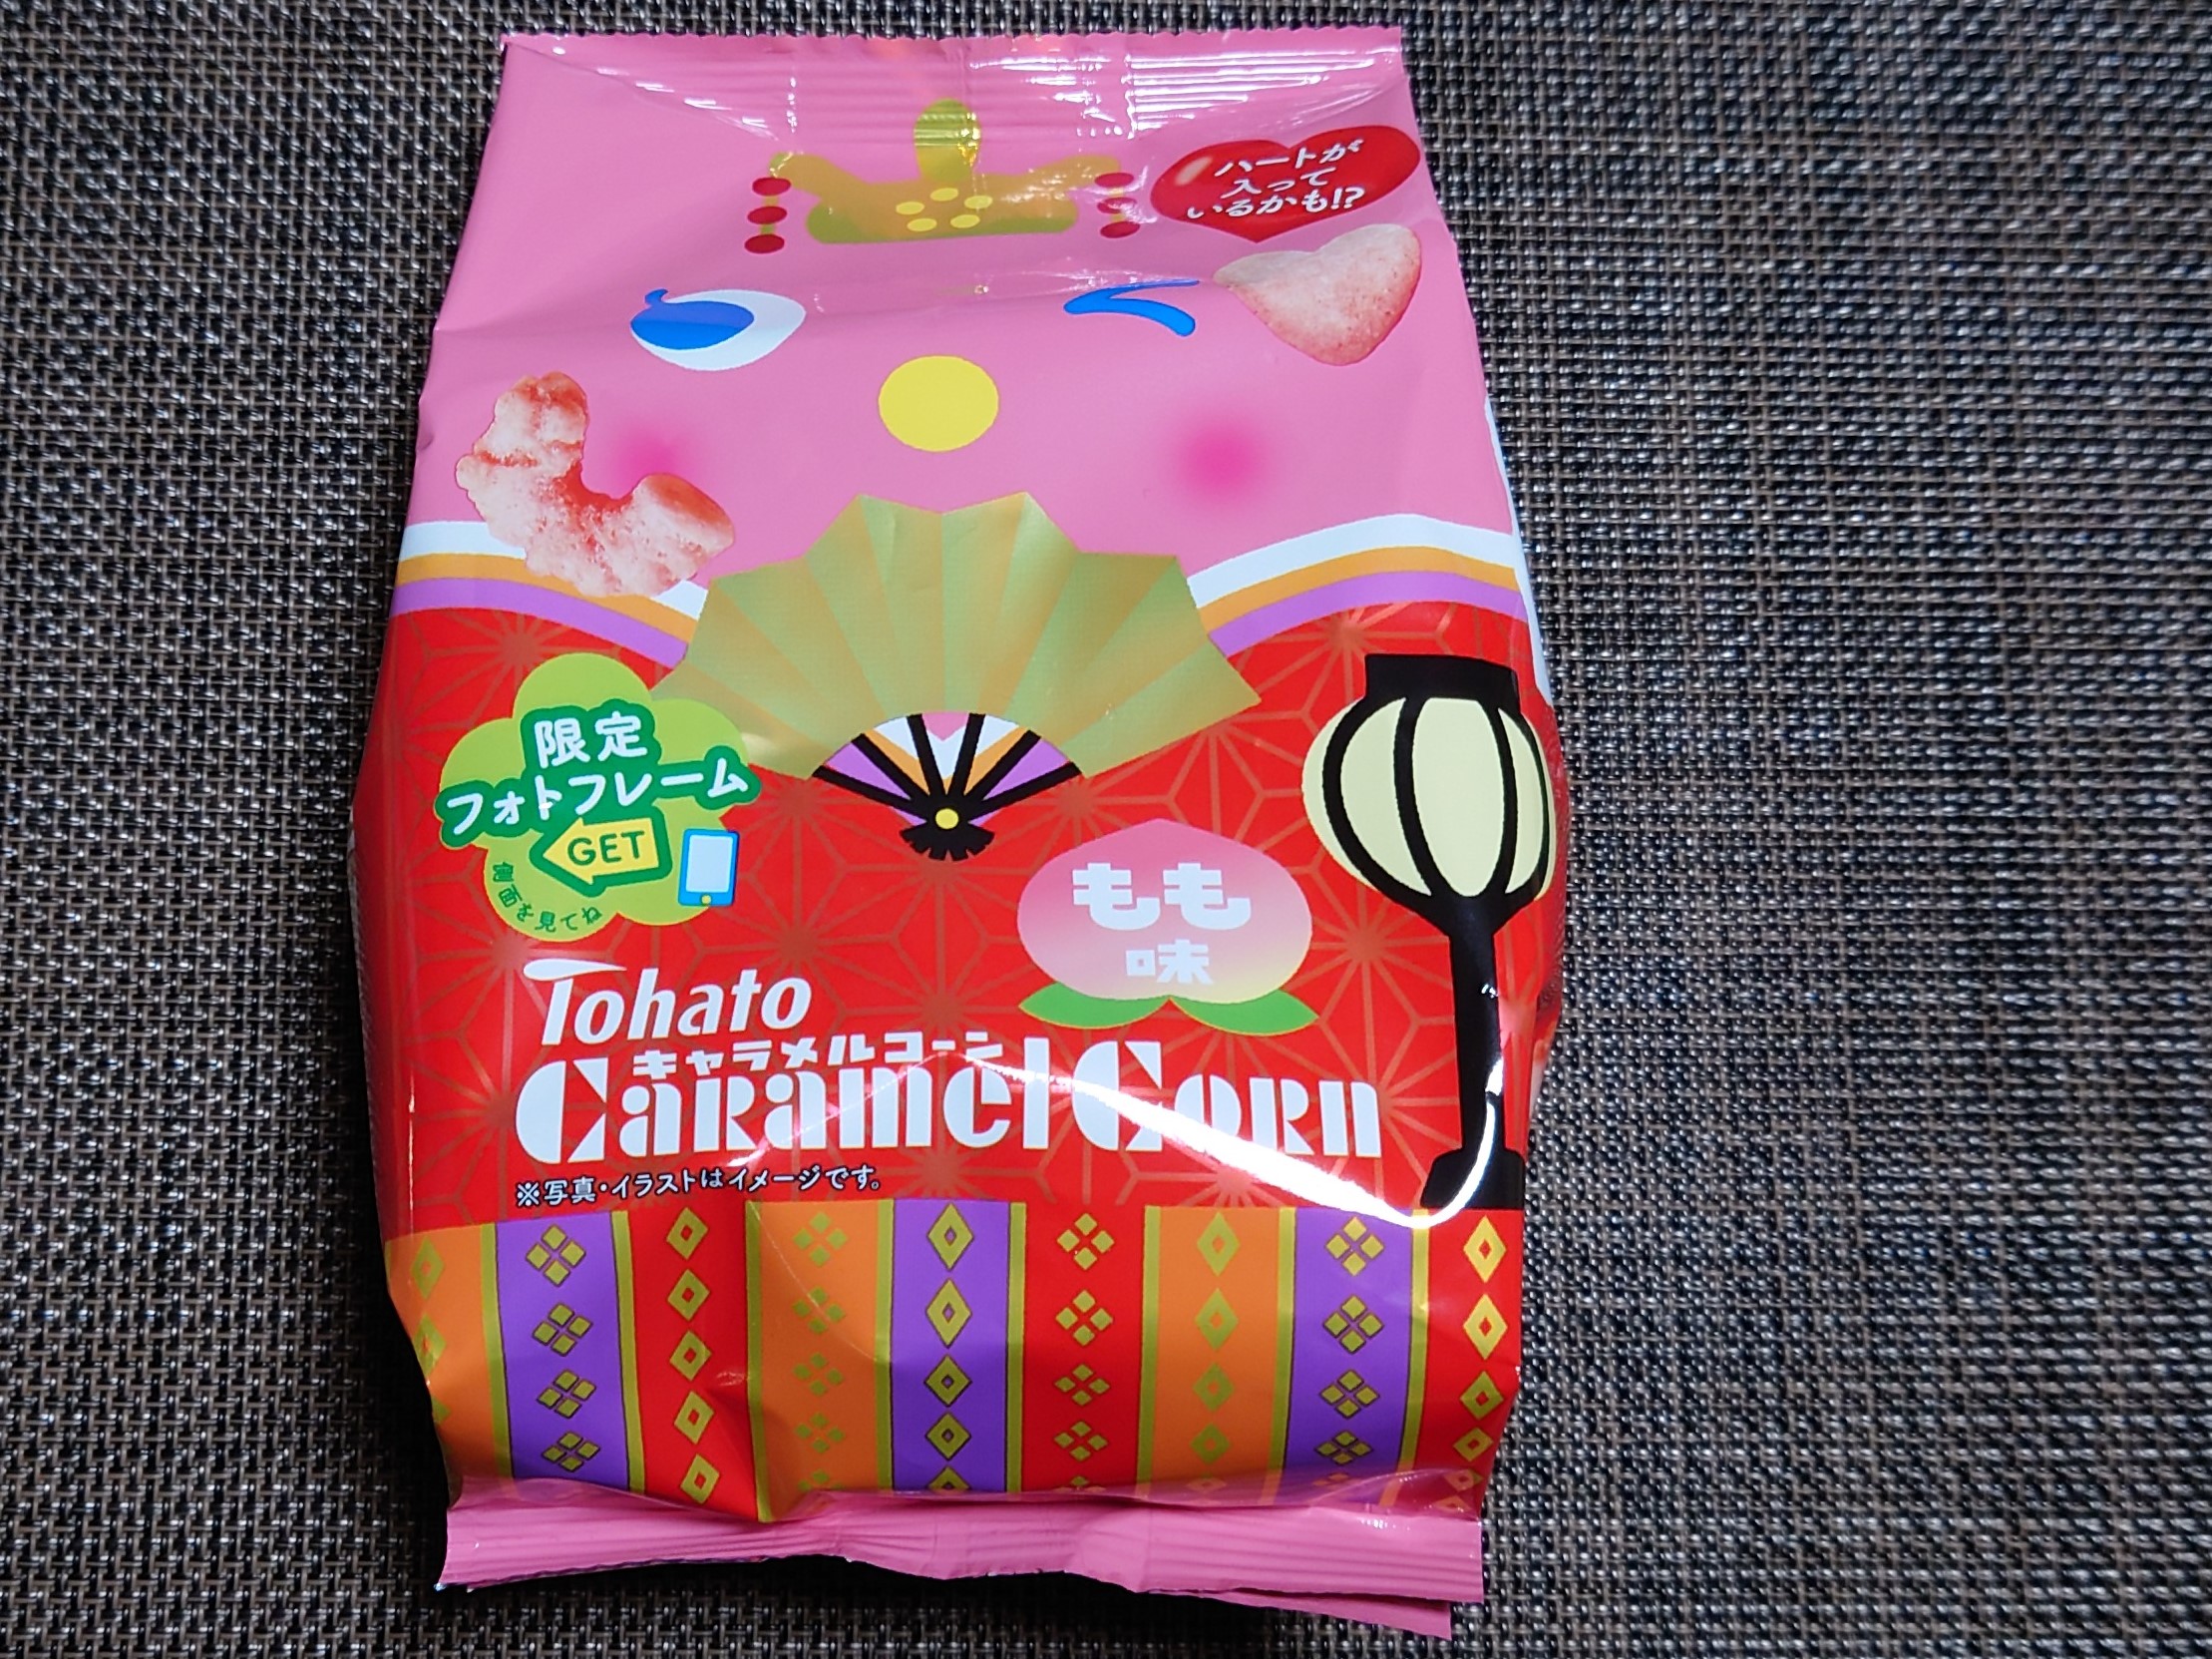 ハートが
入って
いるかも!?
限定
フォトフレーム
GET
裏面を見てね
もも
味
Tohato
キャラメルコーン
Caramel Corn
※写真・イラストはイメージです。